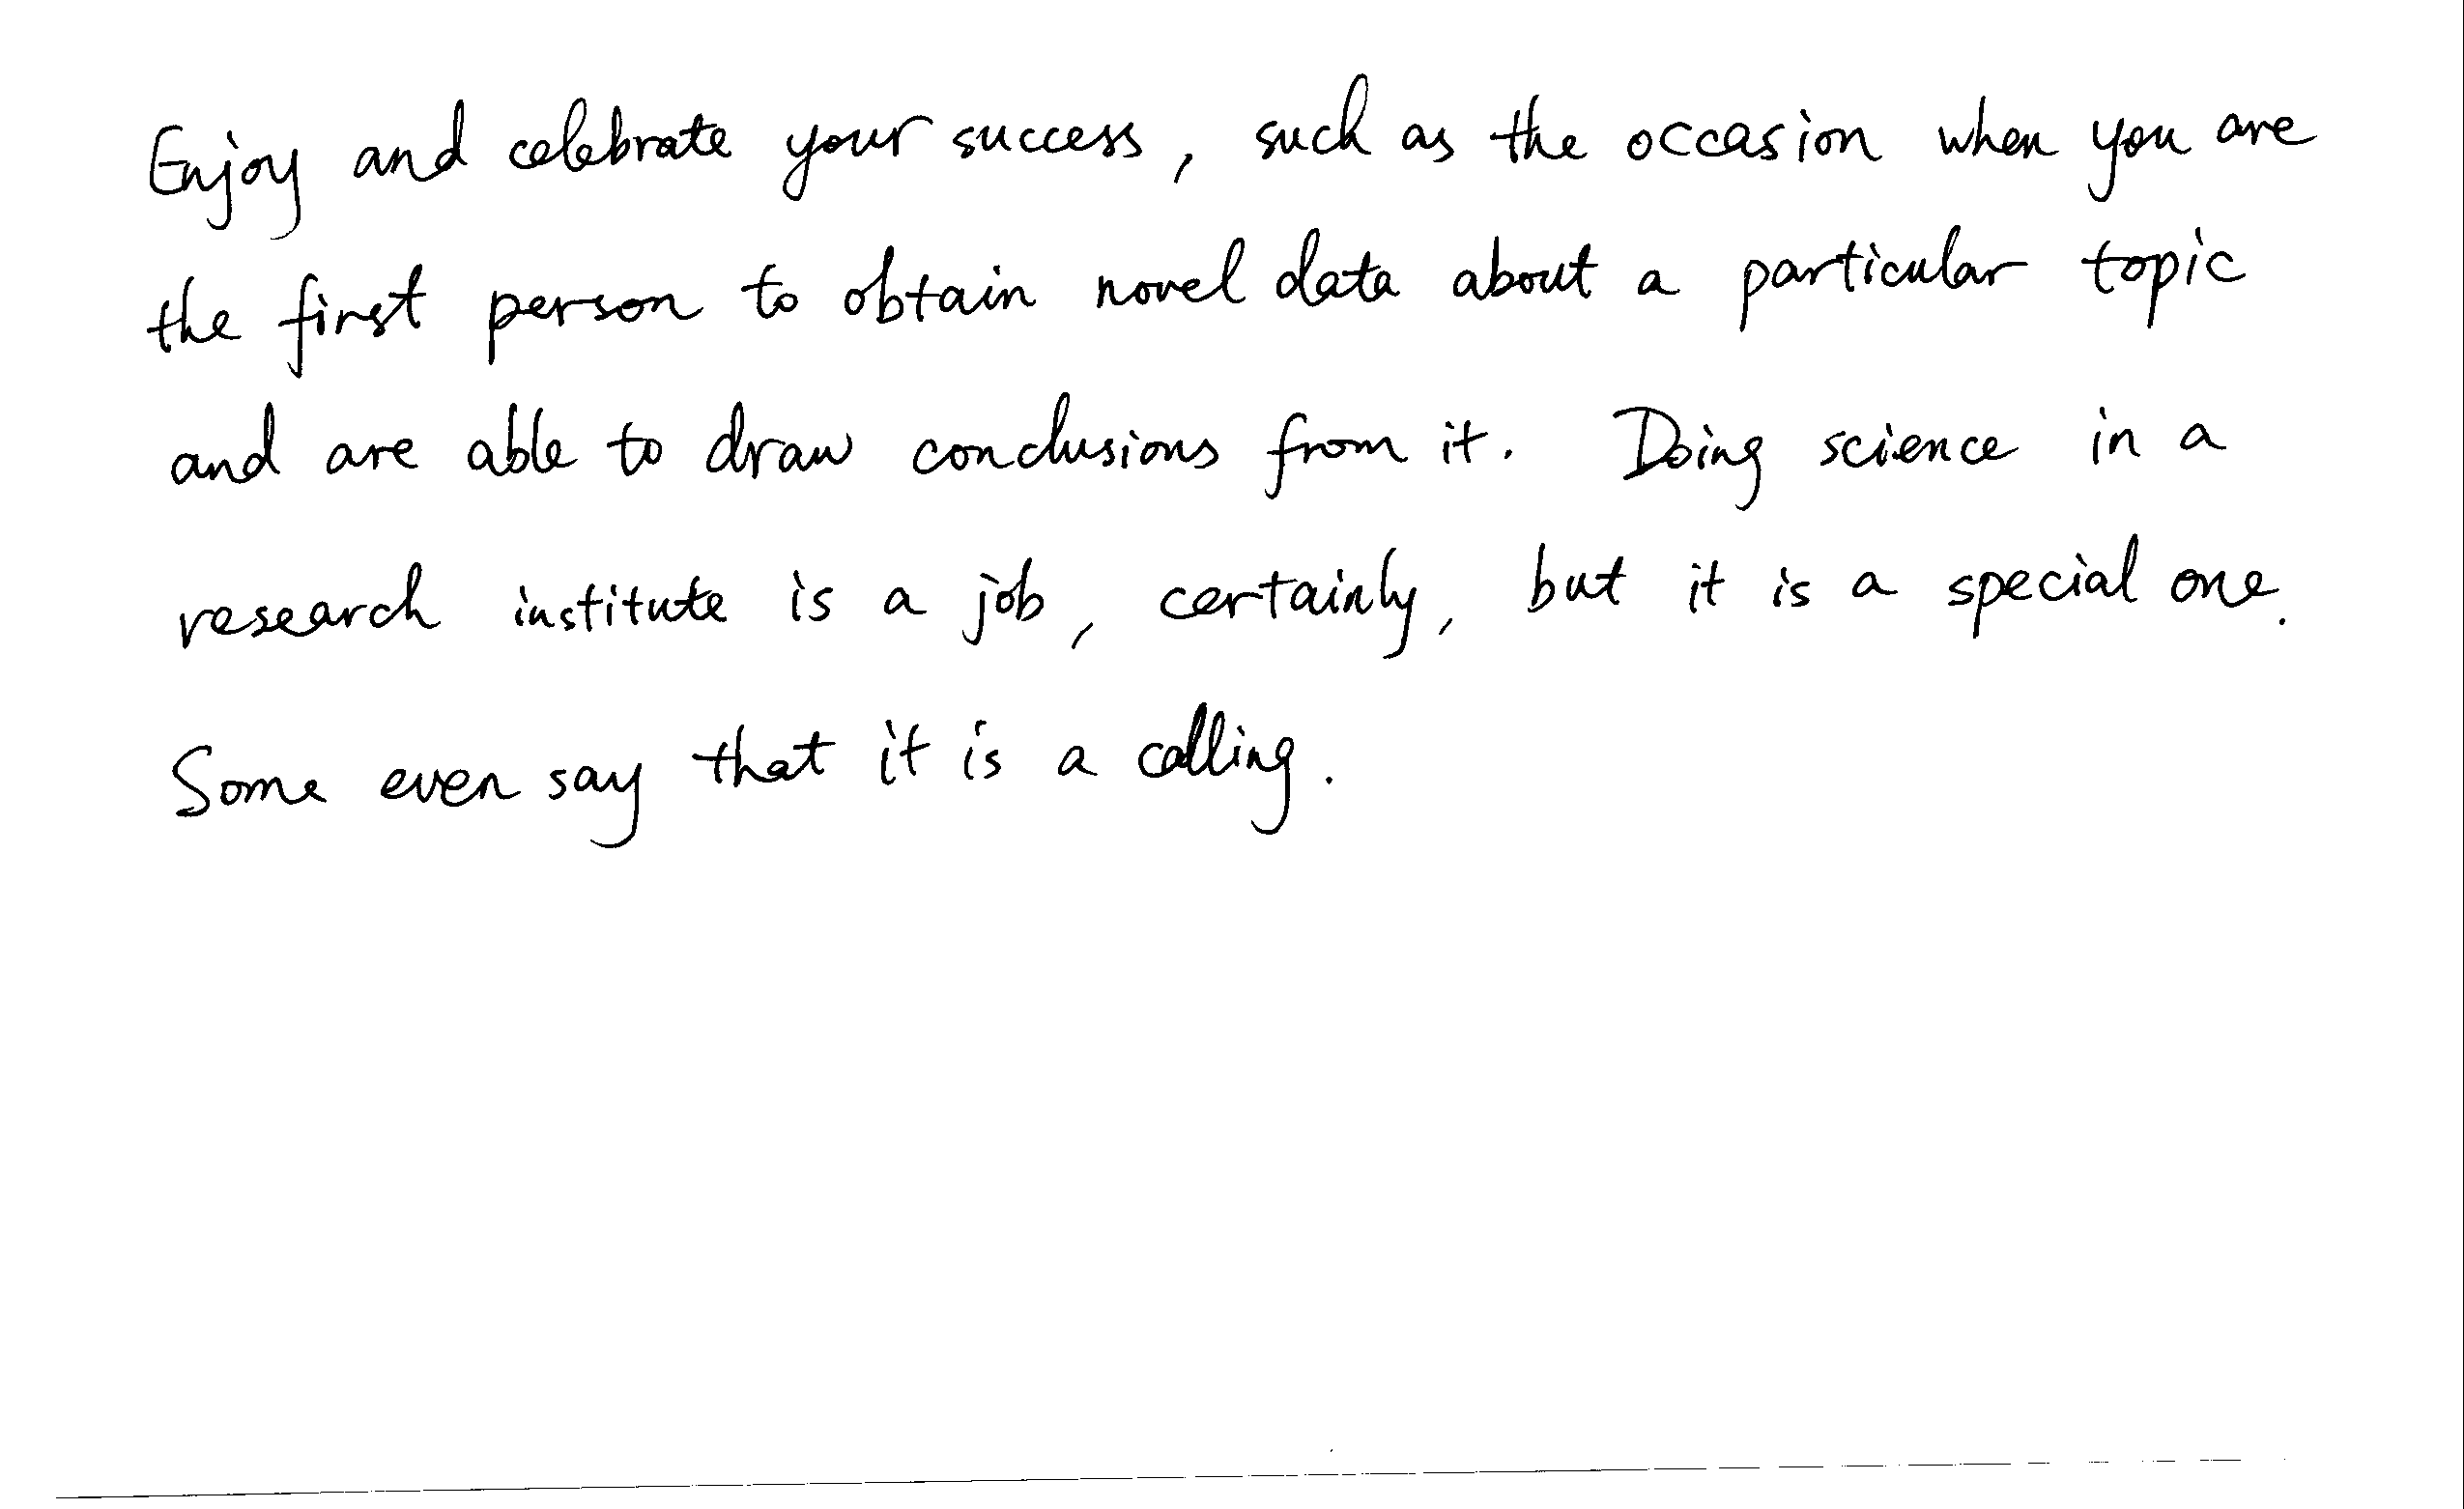 Enjoy and celebrate your success, such as the occasion when you are
the first person to obtain novel data about a particular topic
and are able to draw conclusions from it. Doing science in a
research institute is a job, certainly, but it is a special one.
Some even say that it is a calling.